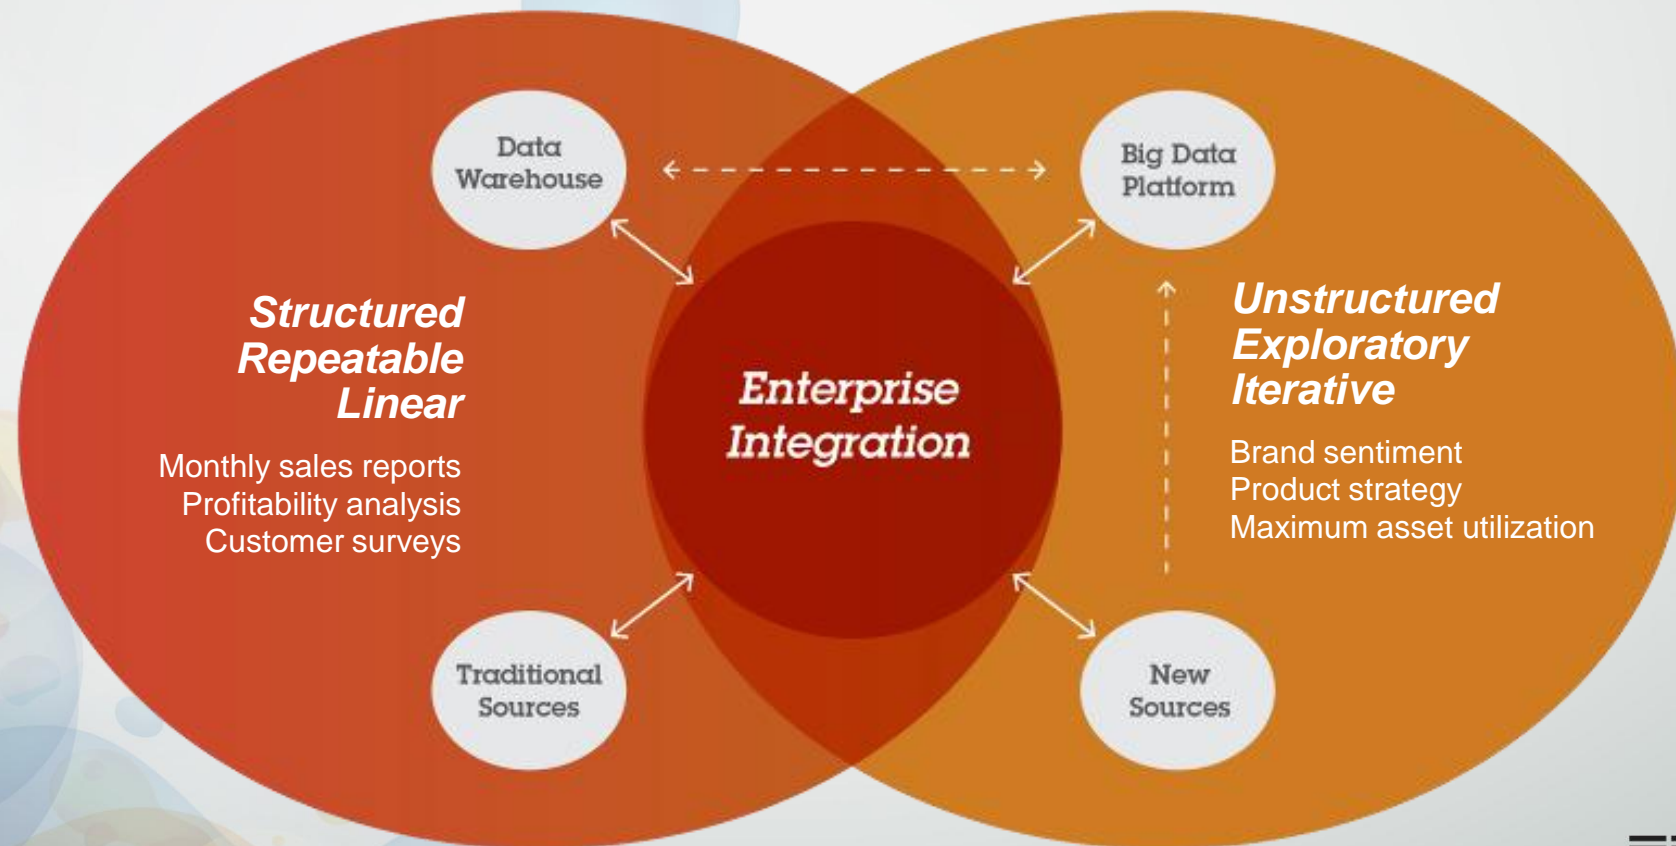 Data
Warehouse
Big Data
Platform
Structured
Repeatable
Linear
Monthly sales reports
Profitability analysis
Customer surveys
Enterprise
Integration
Unstructured
Exploratory
Iterative
Brand sentiment
Product strategy
Maximum asset utilization
Traditional
Sources
New
Sources